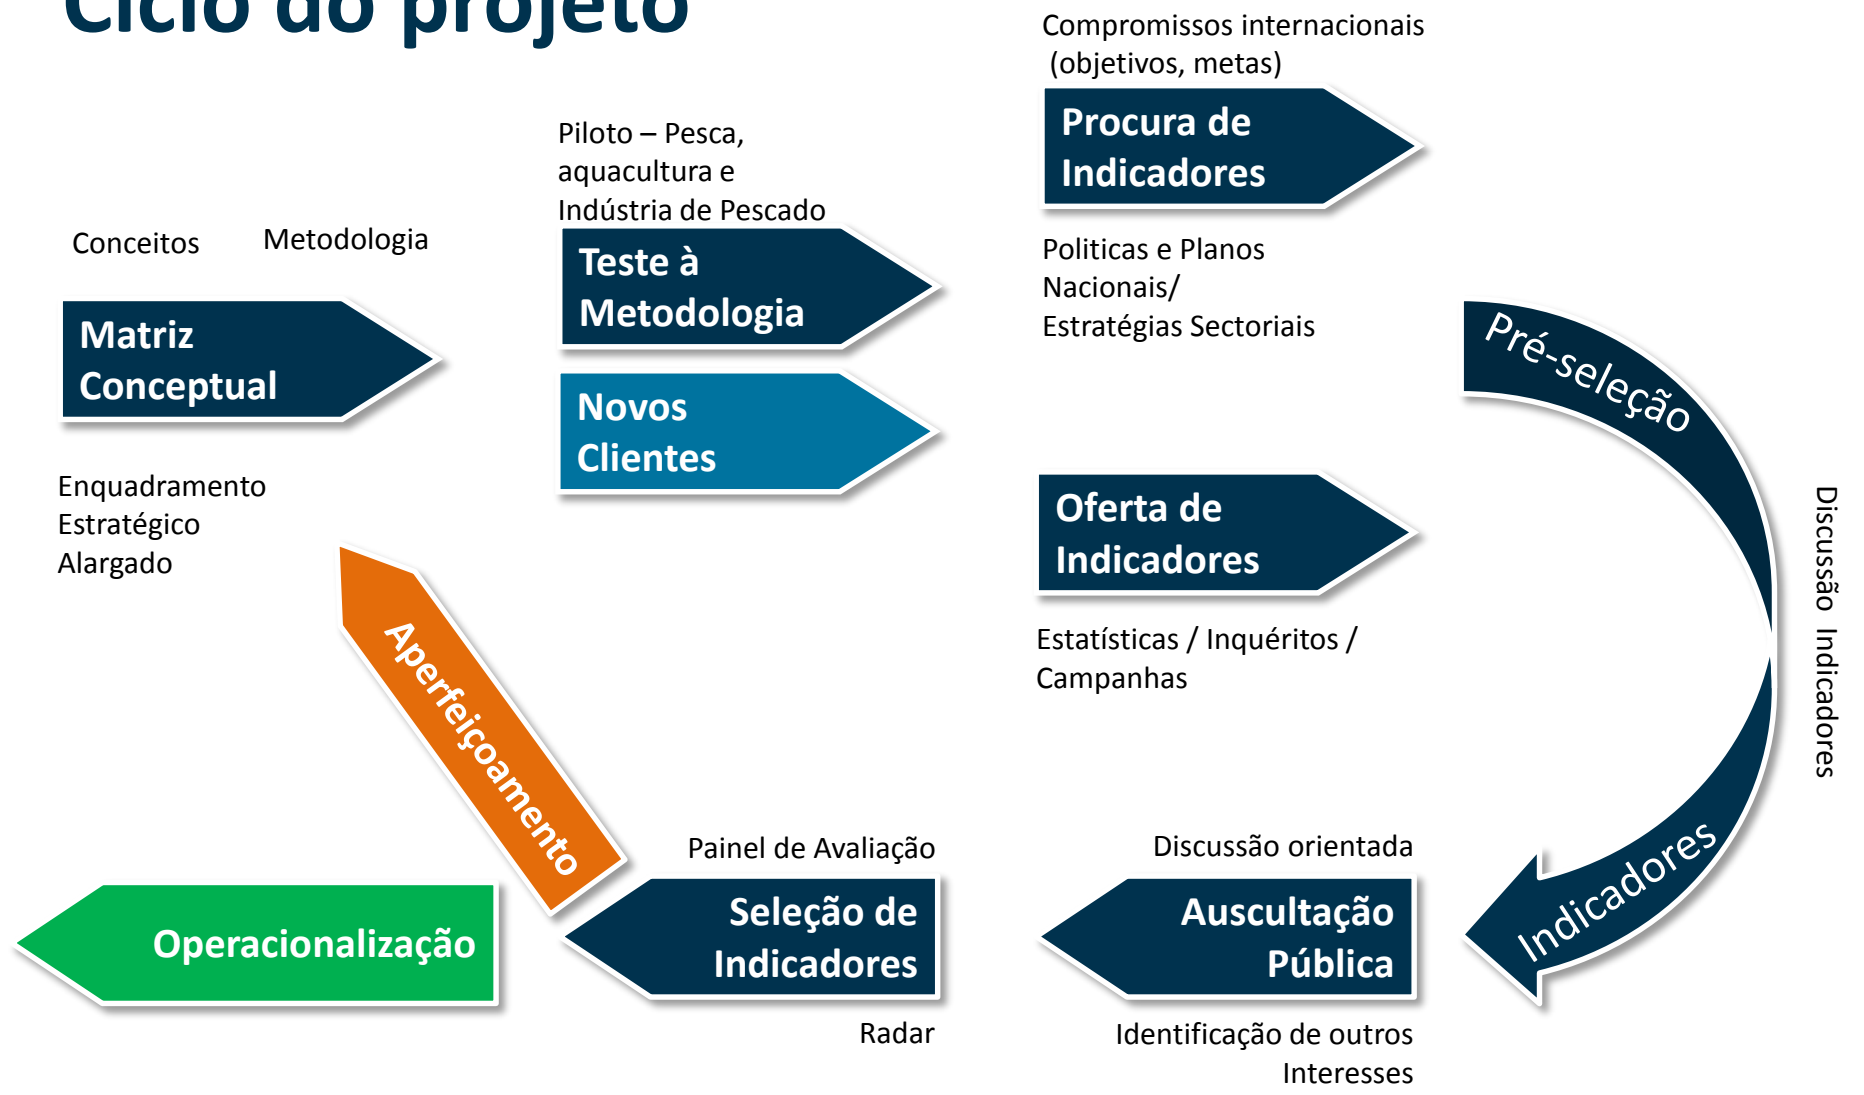 Ciclo do projeto
Compromissos internacionais
(objetivos, metas)
Procura de
Indicadores
Politicas e Planos
Nacionais/
Estratégias Sectoriais
Piloto – Pesca,
aquacultura e
Indústria de Pescado
Teste à
Metodologia
Novos
Clientes
Conceitos
Metodologia
Matriz
Conceptual
Enquadramento
Estratégico
Alargado
Oferta de
Indicadores
Estatísticas / Inquéritos /
Campanhas
Pré-seleção
Indicadores
Discussão Indicadores
Discussão orientada
Auscultação
Pública
Identificação de outros
Interesses
Painel de Avaliação
Seleção de
Indicadores
Radar
Aperfeiçoamento
Operacionalização